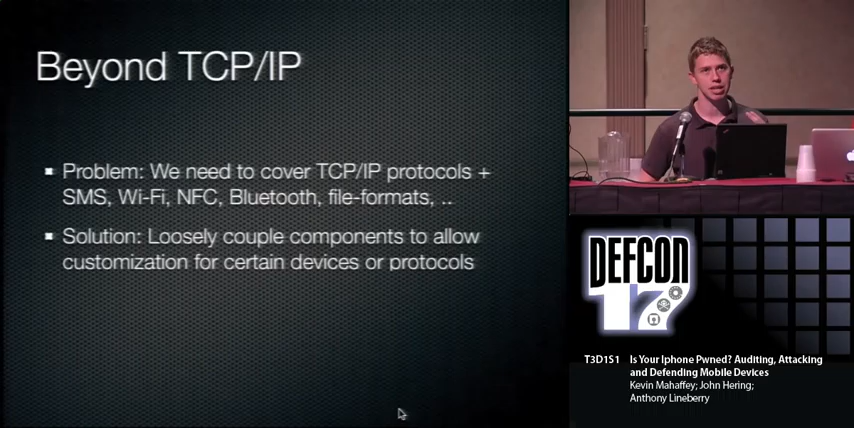 Beyond TCP/IP
Problem: We need to cover TCP/IP protocols +
SMS, Wi-Fi, NFC, Bluetooth, file-formats, ..
Solution: Loosely couple components to allow
customization for certain devices or protocols
DEFCON
17
T3D1S1 Is Your Iphone Pwned? Auditing, Attacking
and Defending Mobile Devices
Kevin Mahaffey; John Hering;
Anthony Lineberry